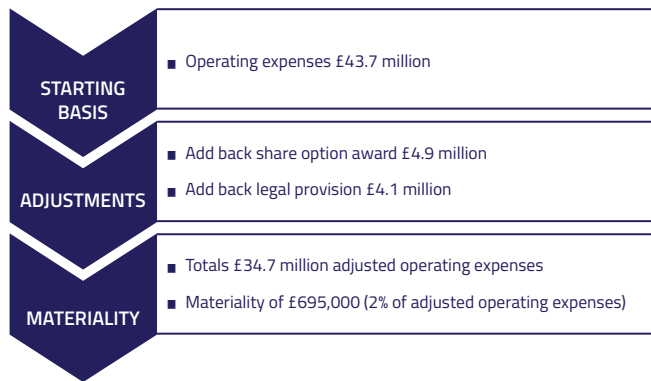 STARTING
BASIS
■ Operating expenses £43.7 million
ADJUSTMENTS
■ Add back share option award £4.9 million
■ Add back legal provision £4.1 million
MATERIALITY
■ Totals £34.7 million adjusted operating expenses
■ Materiality of £695,000 (2% of adjusted operating expenses)